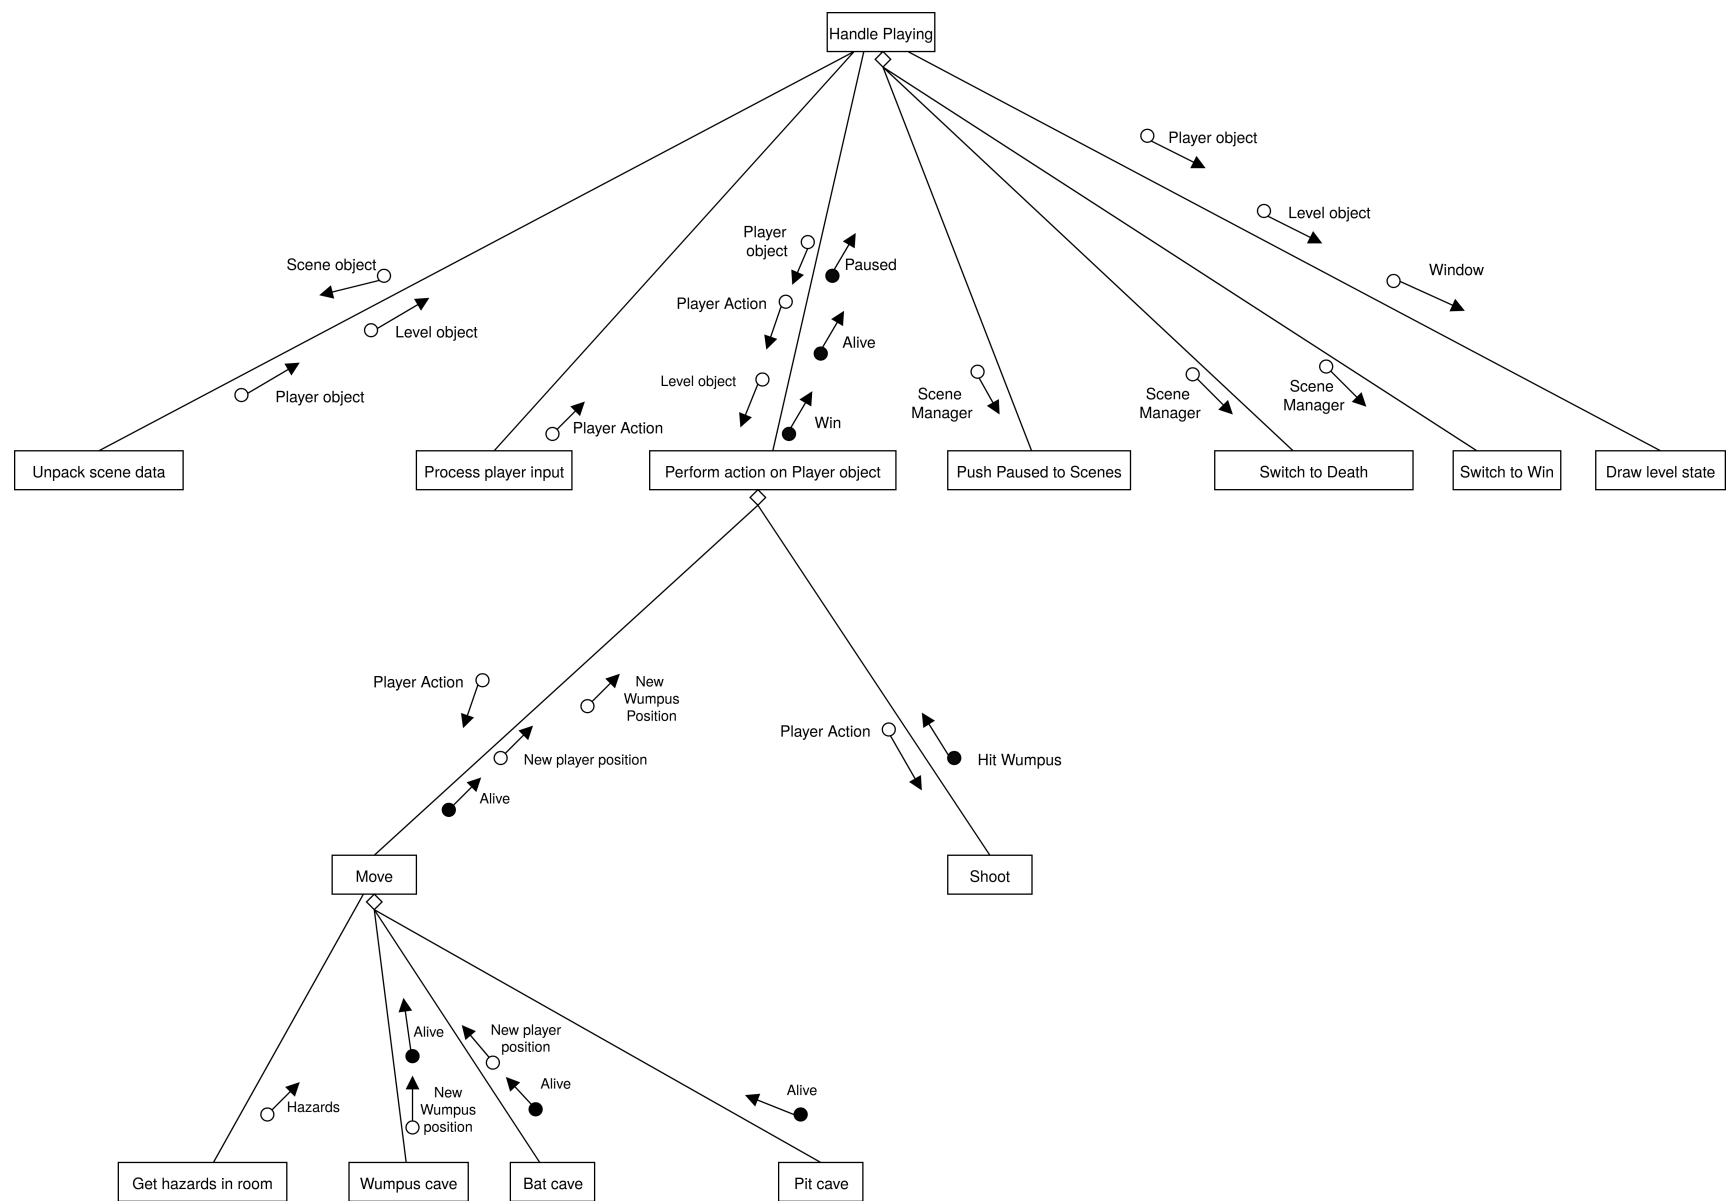 Handle Playing
Player object
Level object
Window
Player
object
Paused
Scene object
Player Action
Level object
Alive
Level object
Player object
Scene
Manager
Scene
Manager
Scene
Manager
Win
Player Action
Unpack scene data
Process player input
Perform action on Player object
Push Paused to Scenes
Switch to Death
Switch to Win
Draw level state
Player Action
New
Wumpus
Position
New player position
Alive
Player Action
Hit Wumpus
Move
Shoot
Alive
New player
position
Alive
Alive
Hazards
New
Wumpus
position
Get hazards in room
Wumpus cave
Bat cave
Pit cave